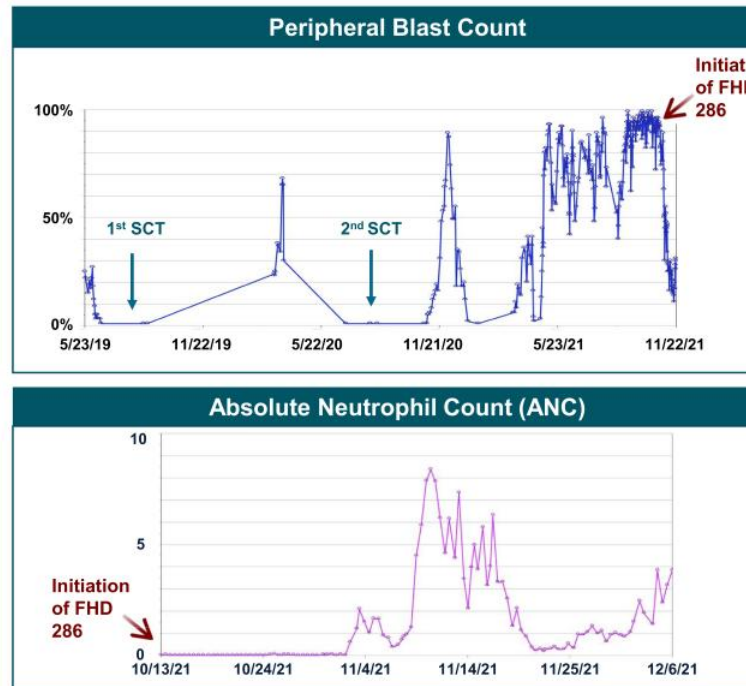 Peripheral Blast Count
Initiat
of FHD
286
100%
50%
0%
1st SCT
2nd SCT
5/23/19
11/22/19
5/22/20
11/21/20
5/23/21
11/22/21
Absolute Neutrophil Count (ANC)
10
5
0
Initiation
of FHD
286
10/13/21
10/24/21
11/4/21
11/14/21
11/25/21
12/6/21